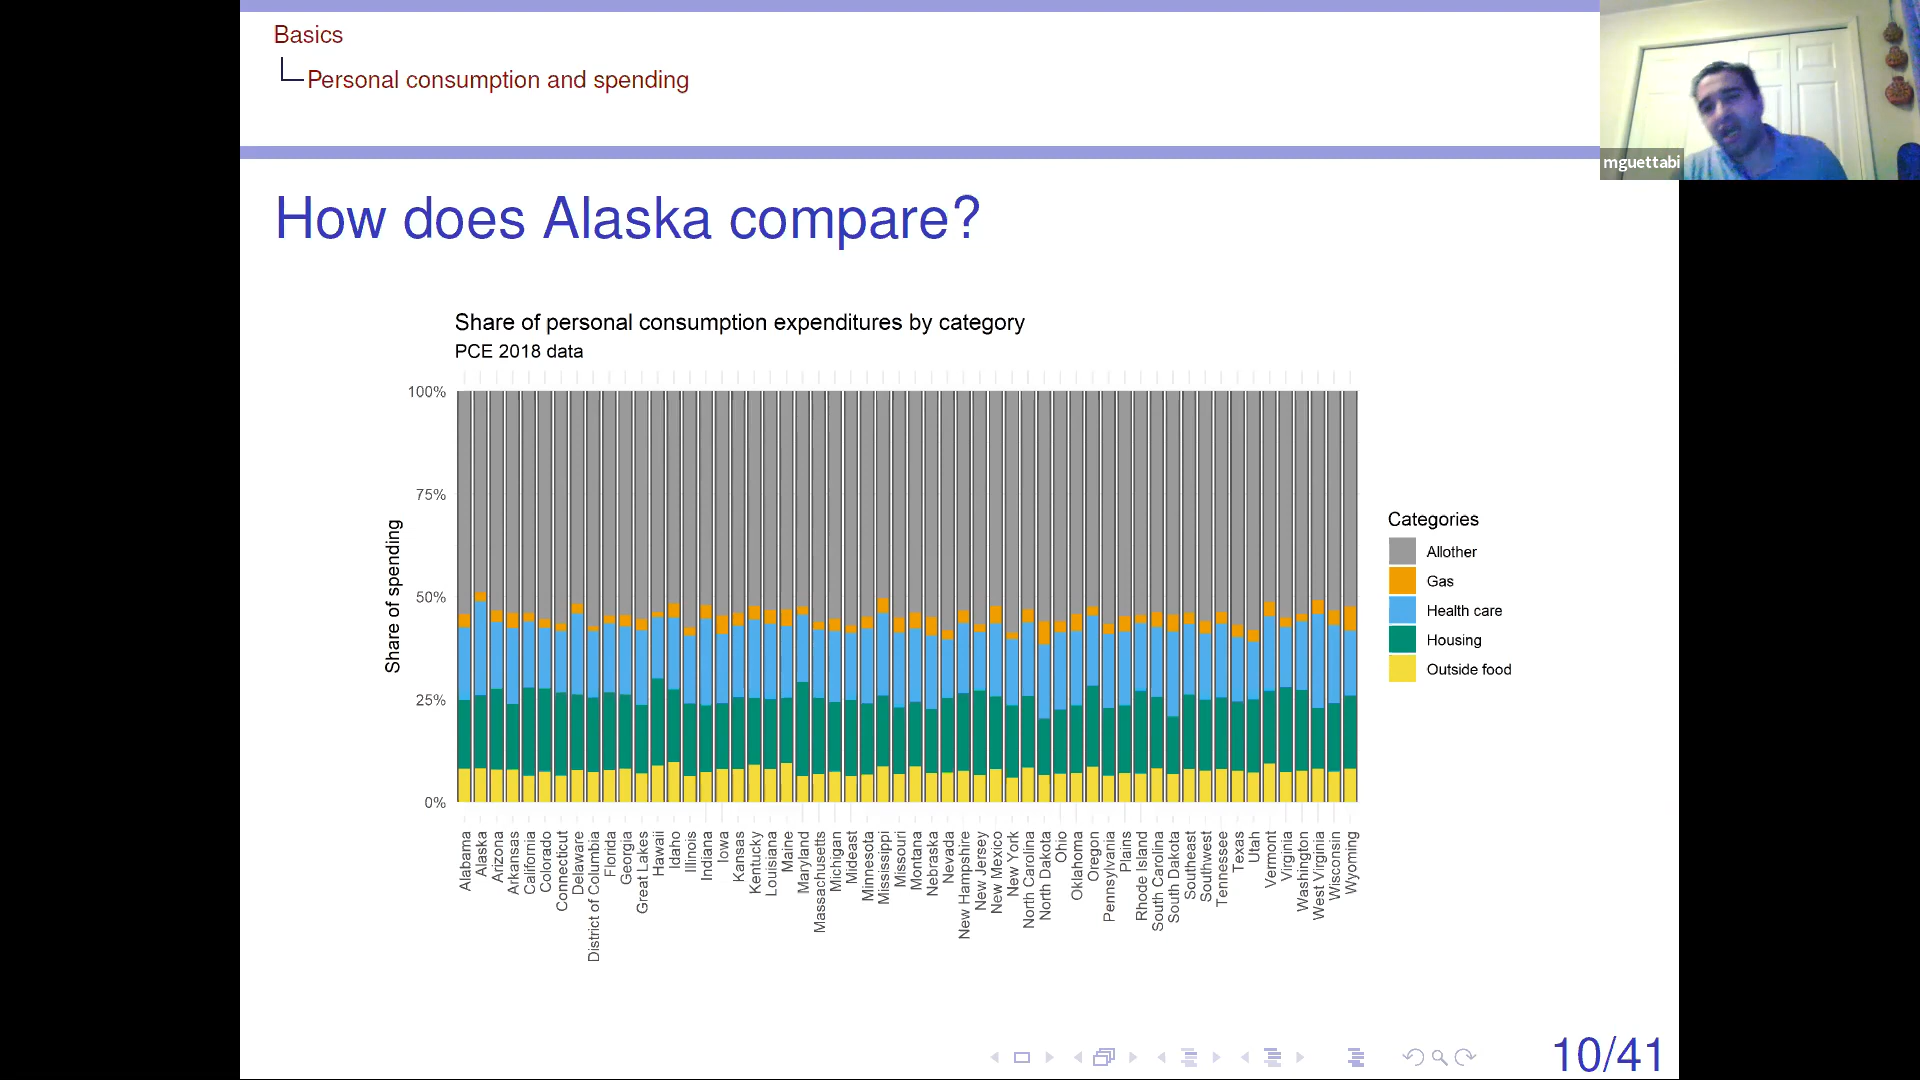 Basics
Personal consumption and spending
mguettabi
How does Alaska compare?
Share of personal consumption expenditures by category
PCE 2018 data
100%
75%
50%
25%
0%
Share of spending
Categories
Allother
Gas
Health care
Housing
Outside food
Alabama
Alaska
Arizona
Arkansas
California
Colorado
Connecticut
Delaware
District of Columbia
Florida
Georgia
Great Lakes
Hawaii
Idaho
Illinois
Indiana
Iowa
Kansas
Kentucky
Louisiana
Maine
Maryland
Massachusetts
Michigan
Mideast
Minnesota
Mississippi
Missouri
Montana
Nebraska
Nevada
New Hampshire
New Jersey
New Mexico
New York
North Carolina
North Dakota
Ohio
Oklahoma
Oregon
Pennsylvania
Plains
Rhode Island
South Carolina
South Dakota
Southeast
Southwest
Tennessee
Texas
Utah
Vermont
Virginia
Washington
West Virginia
Wisconsin
Wyoming
10/41